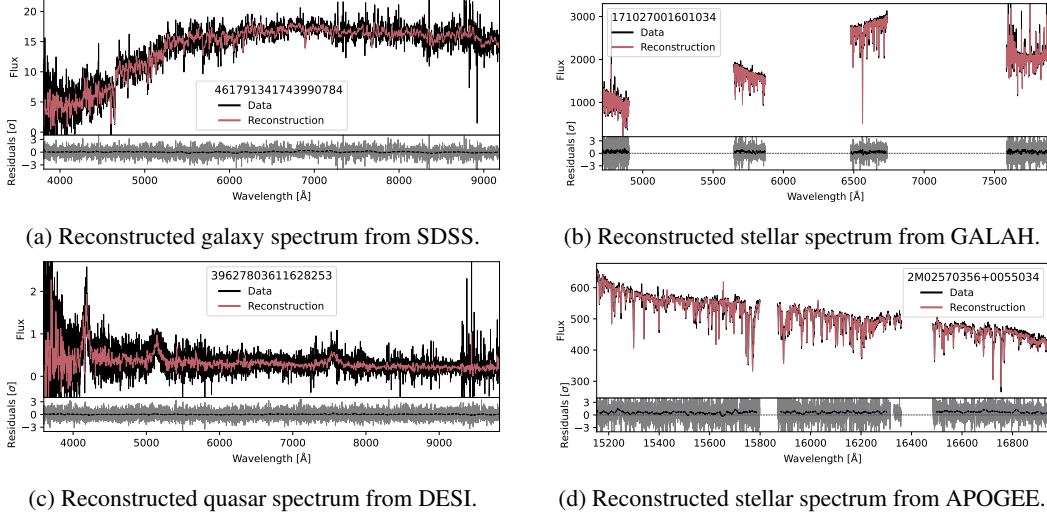 20
15
10
5
0
Flux
461791341743990784
Data
Reconstruction
3
0
−3
Residuals [σ]
4000 5000 6000 7000 8000 9000
Wavelength [Å]
(a) Reconstructed galaxy spectrum from SDSS.
3000
2000
1000
Flux
171027001601034
Data
Reconstruction
3
0
−3
Residuals [σ]
5000 5500 6000 6500 7000 7500
Wavelength [Å]
(b) Reconstructed stellar spectrum from GALAH.
2
1
0
Flux
39627803611628253
Data
Reconstruction
3
0
−3
Residuals [σ]
4000 5000 6000 7000 8000 9000
Wavelength [Å]
(c) Reconstructed quasar spectrum from DESI.
600
500
400
300
Flux
2M02570356+0055034
Data
Reconstruction
3
0
−3
Residuals [σ]
15200 15400 15600 15800 16000 16200 16400 16600 16800
Wavelength [Å]
(d) Reconstructed stellar spectrum from APOGEE.